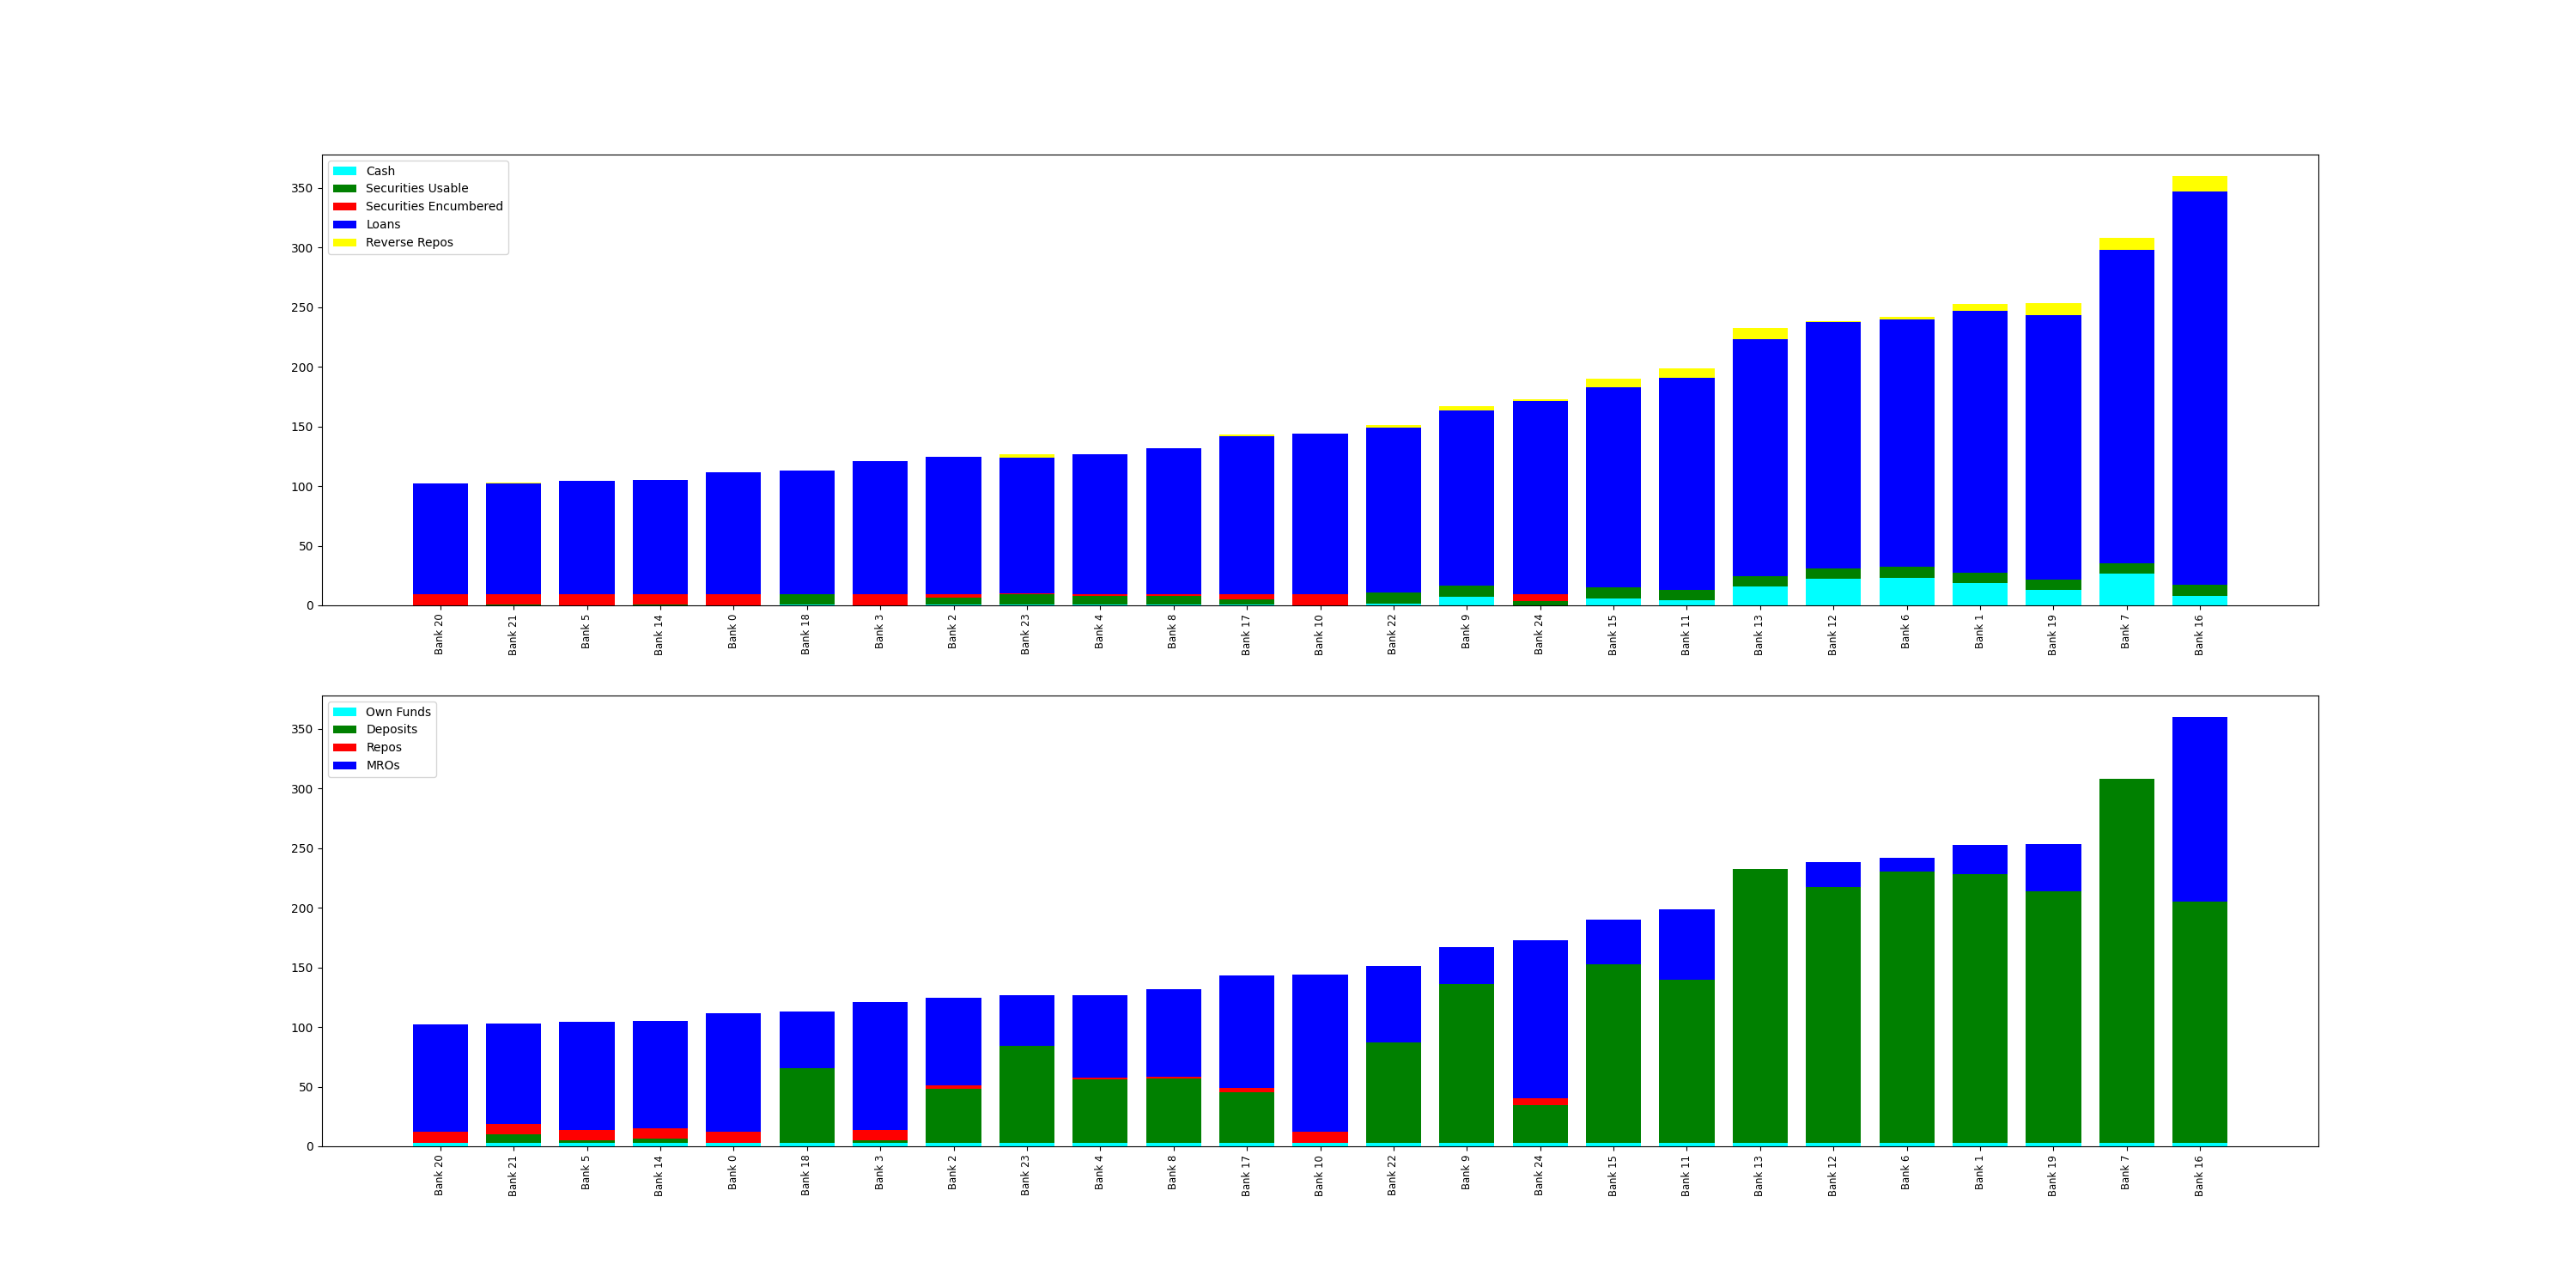 Cash
Securities Usable
Securities Encumbered
Loans
Reverse Repos
350
300
250
200
150
100
50
0
Bank 20
Bank 21
Bank 5
Bank 14
Bank 0
Bank 18
Bank 3
Bank 2
Bank 23
Bank 4
Bank 8
Bank 17
Bank 10
Bank 22
Bank 9
Bank 24
Bank 15
Bank 11
Bank 13
Bank 12
Bank 6
Bank 1
Bank 19
Bank 7
Bank 16
Own Funds
Deposits
Repos
MROs
350
300
250
200
150
100
50
0
Bank 20
Bank 21
Bank 5
Bank 14
Bank 0
Bank 18
Bank 3
Bank 2
Bank 23
Bank 4
Bank 8
Bank 17
Bank 10
Bank 22
Bank 9
Bank 24
Bank 15
Bank 11
Bank 13
Bank 12
Bank 6
Bank 1
Bank 19
Bank 7
Bank 16